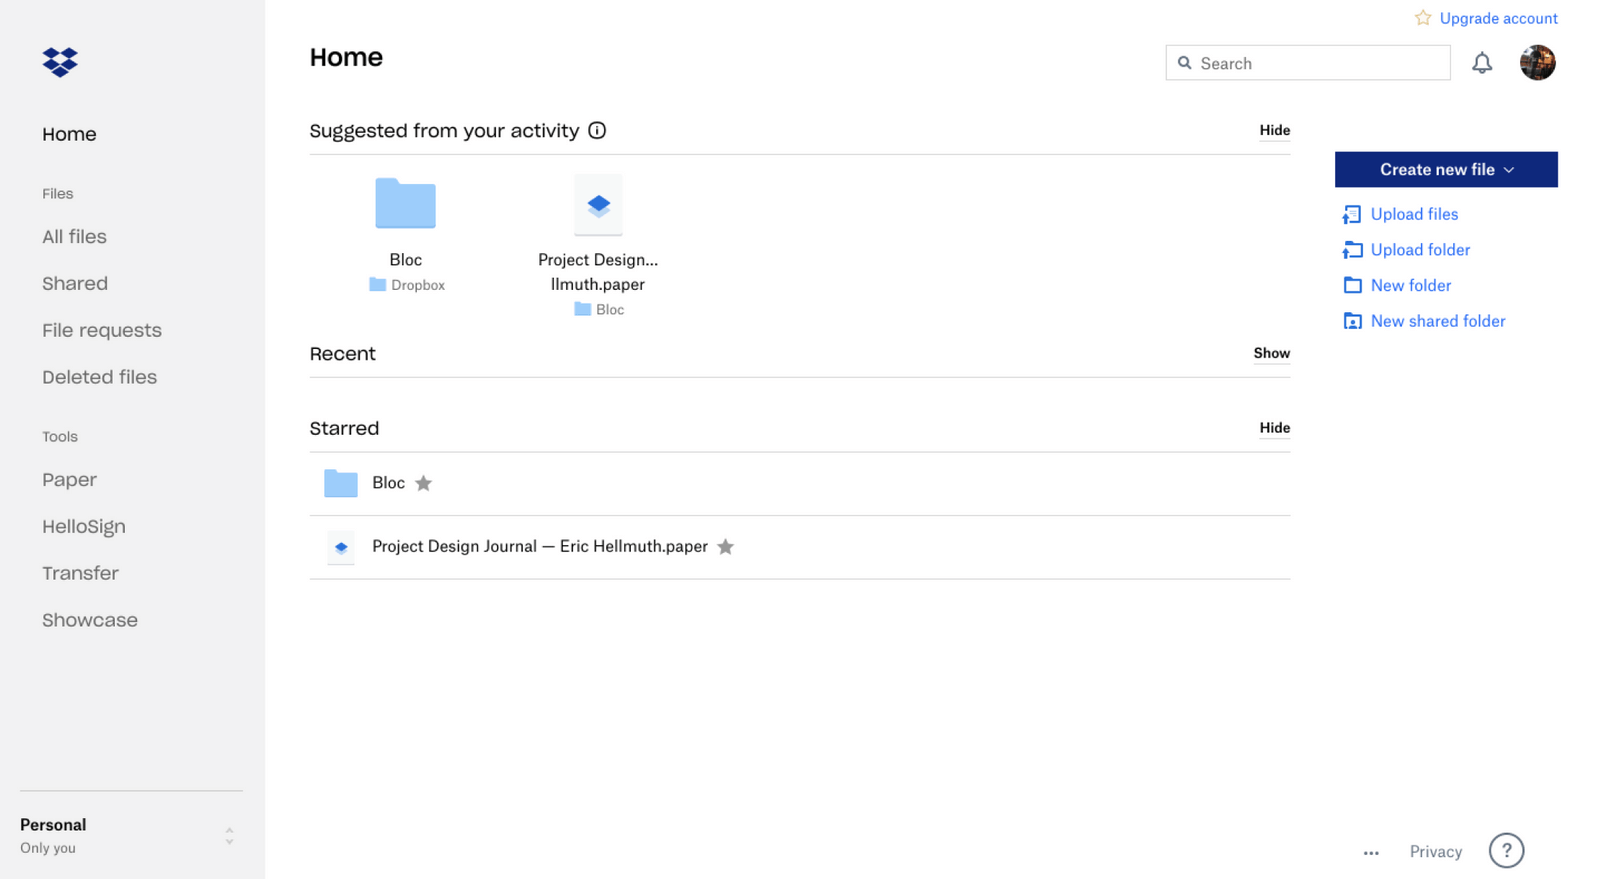 Upgrade account
Home
Search
Home
Files
All files
Shared
File requests
Deleted files
Tools
Paper
HelloSign
Transfer
Showcase
Personal
Only you
Suggested from your activity
Hide
Bloc
Dropbox
Project Design...
llmuth.paper
Bloc
Recent
Show
Starred
Hide
Bloc
Project Design Journal — Eric Hellmuth.paper
Create new file
Upload files
Upload folder
New folder
New shared folder
... Privacy ?